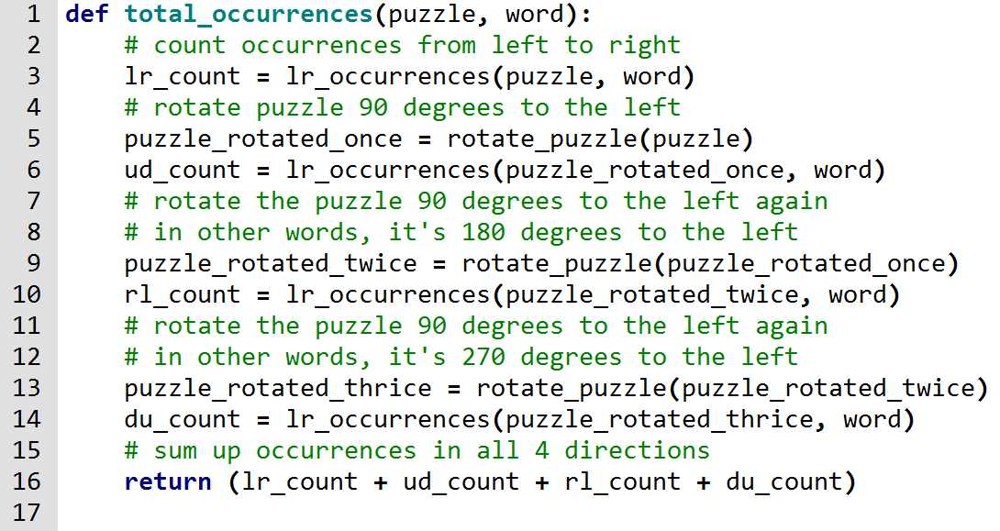 1 def total_occurrences(puzzle, word):
2     # count occurrences from left to right
3     lr_count = lr_occurrences(puzzle, word)
4     # rotate puzzle 90 degrees to the left
5     puzzle_rotated_once = rotate_puzzle(puzzle)
6     ud_count = lr_occurrences(puzzle_rotated_once, word)
7     # rotate the puzzle 90 degrees to the left again
8     # in other words, it's 180 degrees to the left
9     puzzle_rotated_twice = rotate_puzzle(puzzle_rotated_once)
10     rl_count = lr_occurrences(puzzle_rotated_twice, word)
11     # rotate the puzzle 90 degrees to the left again
12     # in other words, it's 270 degrees to the left
13     puzzle_rotated_thrice = rotate_puzzle(puzzle_rotated_twice)
14     du_count = lr_occurrences(puzzle_rotated_thrice, word)
15     # sum up occurrences in all 4 directions
16     return (lr_count + ud_count + rl_count + du_count)
17